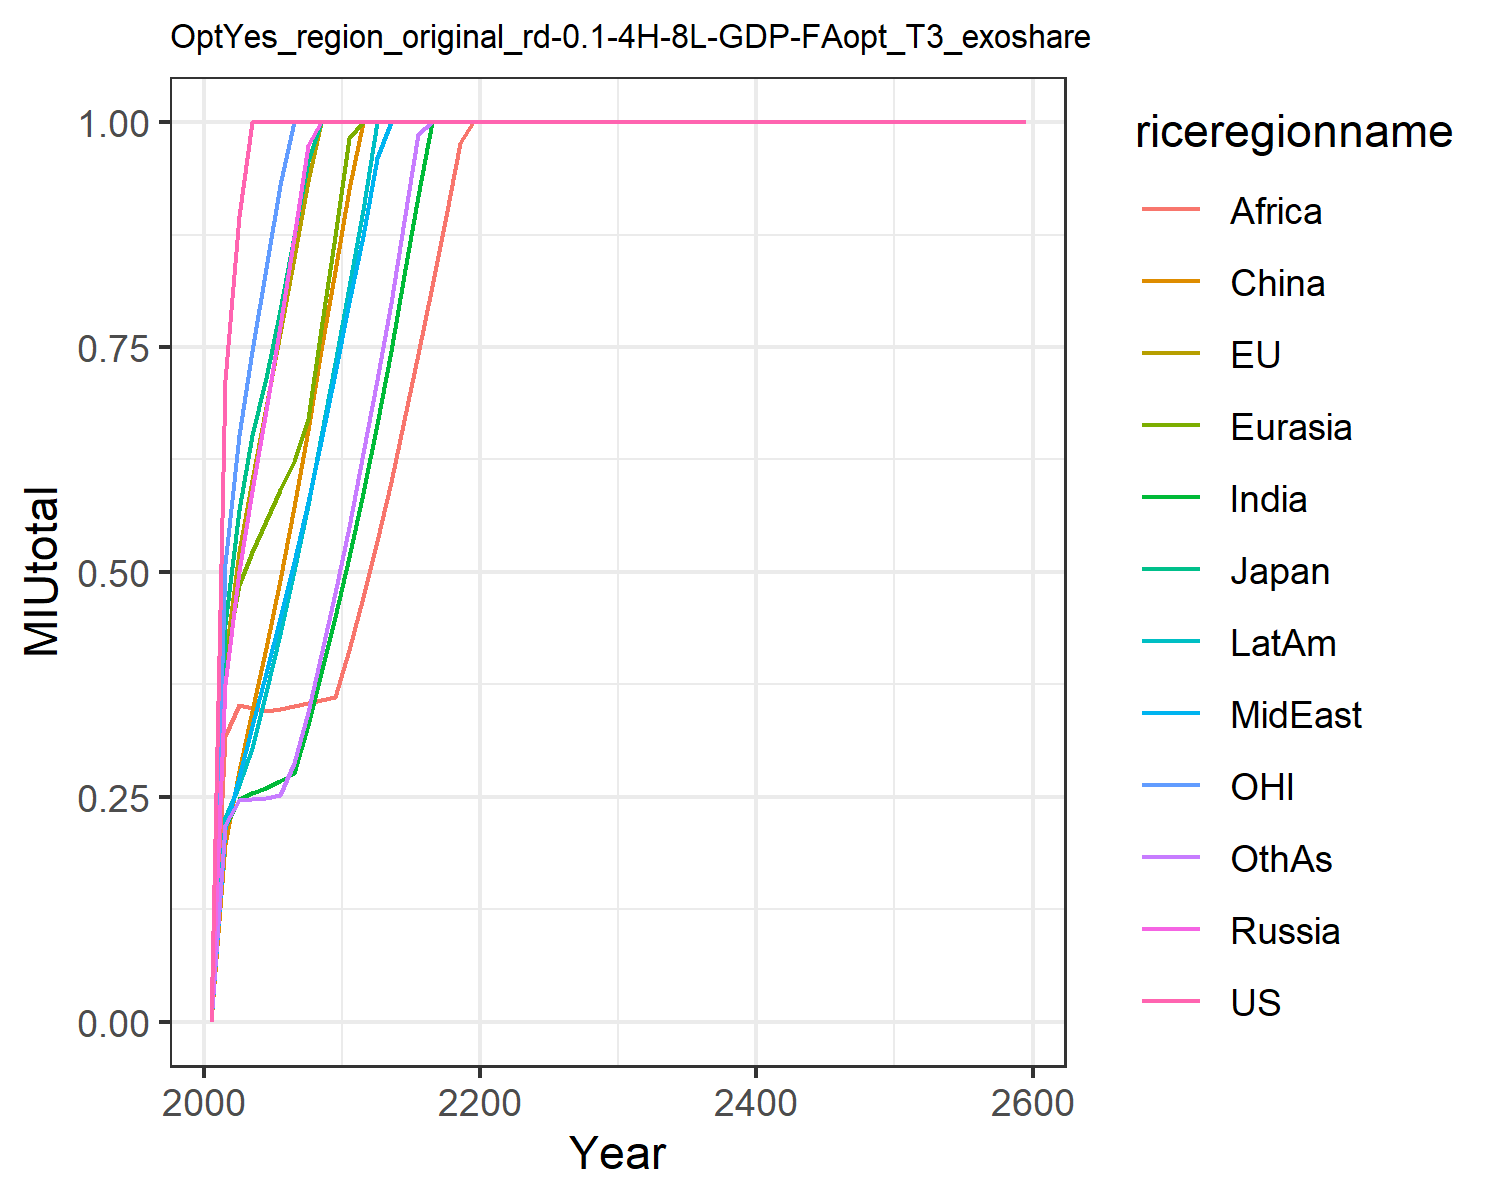 OptYes_region_original_rd-0.1-4H-8L-GDP-FAopt_T3_exoshare
1.00
0.75
0.50
0.25
0.00
MIUtotal
2000 2200 2400 2600
Year
riceregionname
Africa
China
EU
Eurasia
India
Japan
LatAm
MidEast
OHI
OthAs
Russia
US